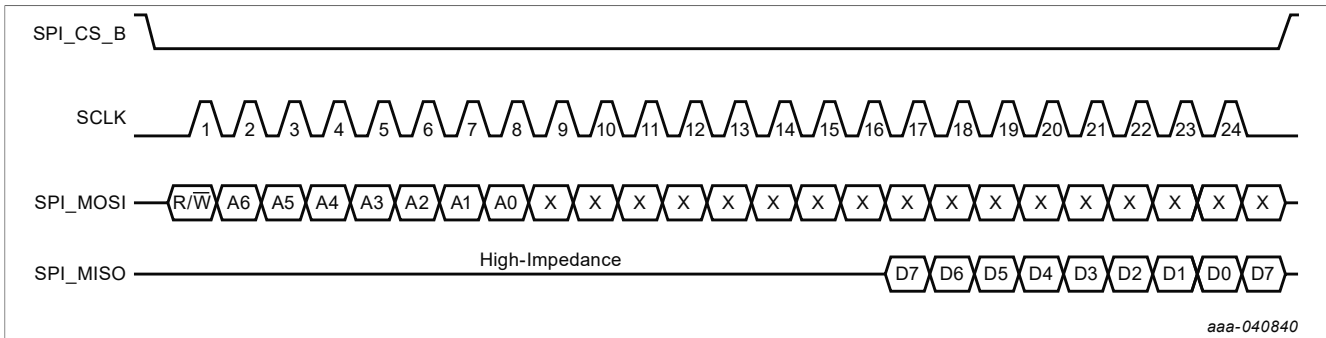 SPI_CS_B
SCLK 1 2 3 4 5 6 7 8 9 10 11 12 13 14 15 16 17 18 19 20 21 22 23 24
SPI_MOSI R/W̅ A6 A5 A4 A3 A2 A1 A0 X X X X X X X X X X X X X X X X X
SPI_MISO High-Impedance D7 D6 D5 D4 D3 D2 D1 D0 D7
aaa-040840